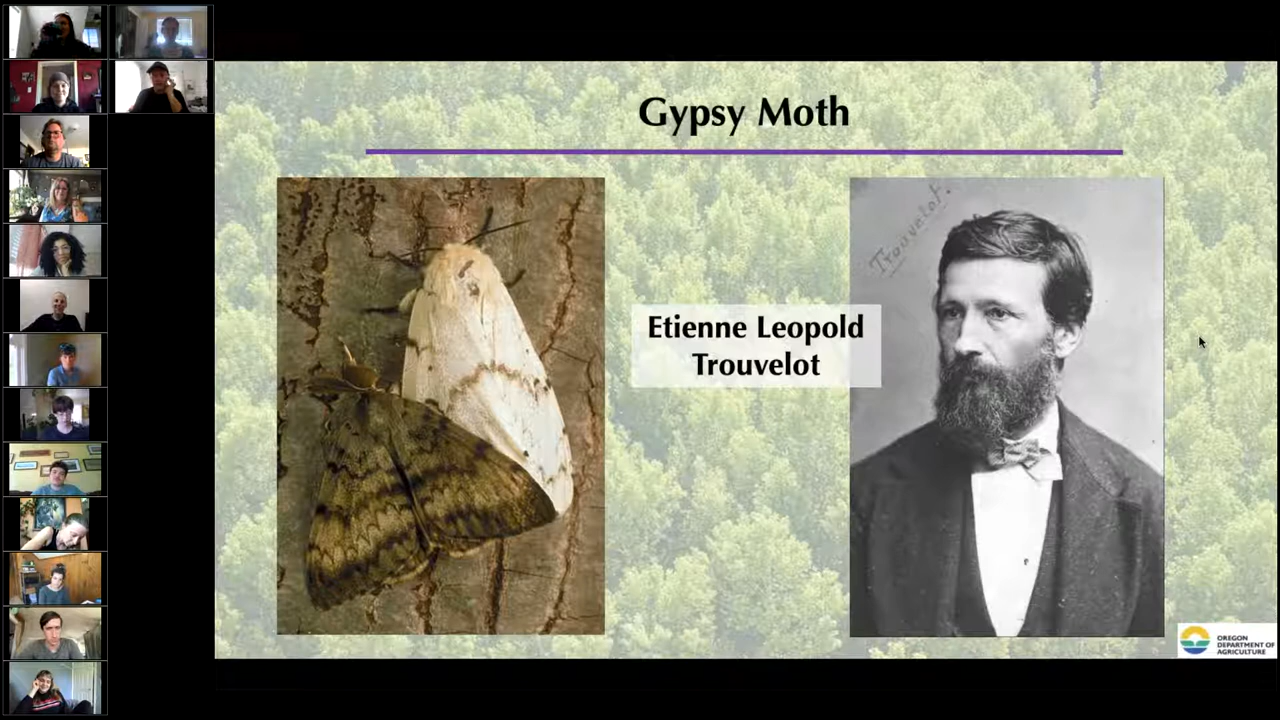 Gypsy Moth
Trouvelot.
Etienne Leopold
Trouvelot
OREGON
DEPARTMENT OF
AGRICULTURE